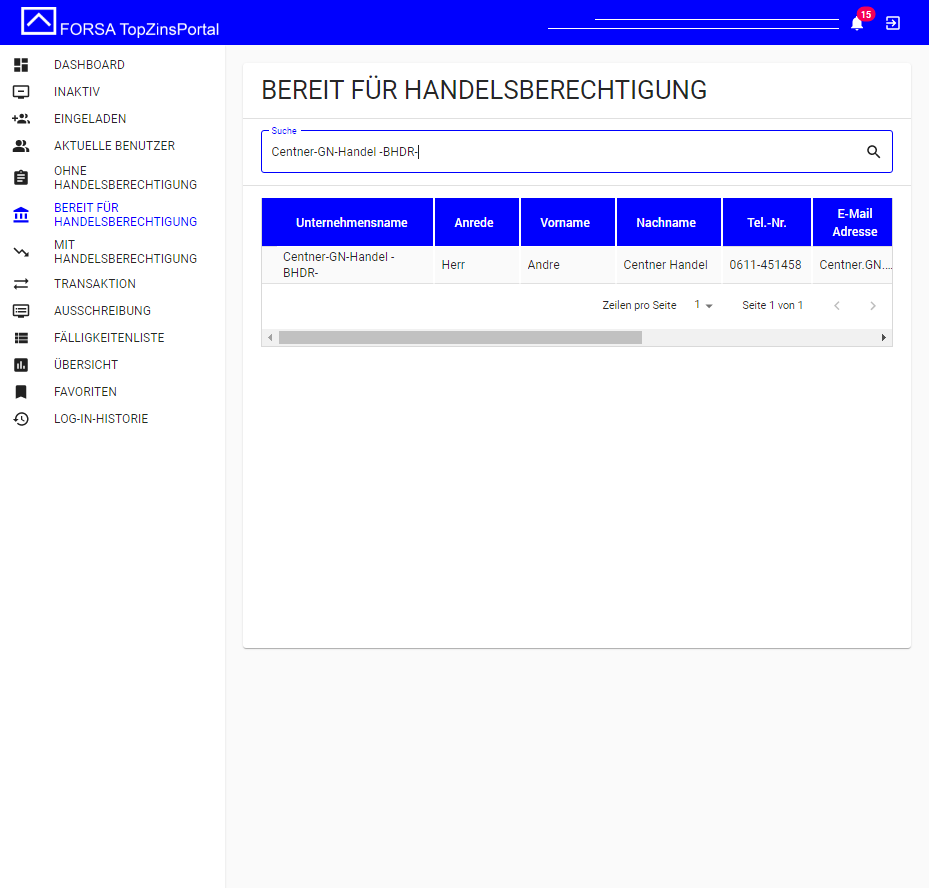 FORSA TopZinsPortal
15
DASHBOARD
INAKTIV
EINGELADEN
AKTUELLE BENUTZER
OHNE
HANDELSBERECHTIGUNG
BEREIT FÜR
HANDELSBERECHTIGUNG
MIT
HANDELSBERECHTIGUNG
TRANSAKTION
AUSSCHREIBUNG
FÄLLIGKEITENLISTE
ÜBERSICHT
FAVORITEN
LOG-IN-HISTORIE
BEREIT FÜR HANDELSBERECHTIGUNG
Suche
Centner-GN-Handel -BHDR-
Unternehmensname Anrede Vorname Nachname Tel.-Nr. E-Mail
Adresse
Centner-GN-Handel -
BHDR- Herr Andre Centner Handel 0611-451458 Centner.GN....
Zeilen pro Seite 1 Seite 1 von 1